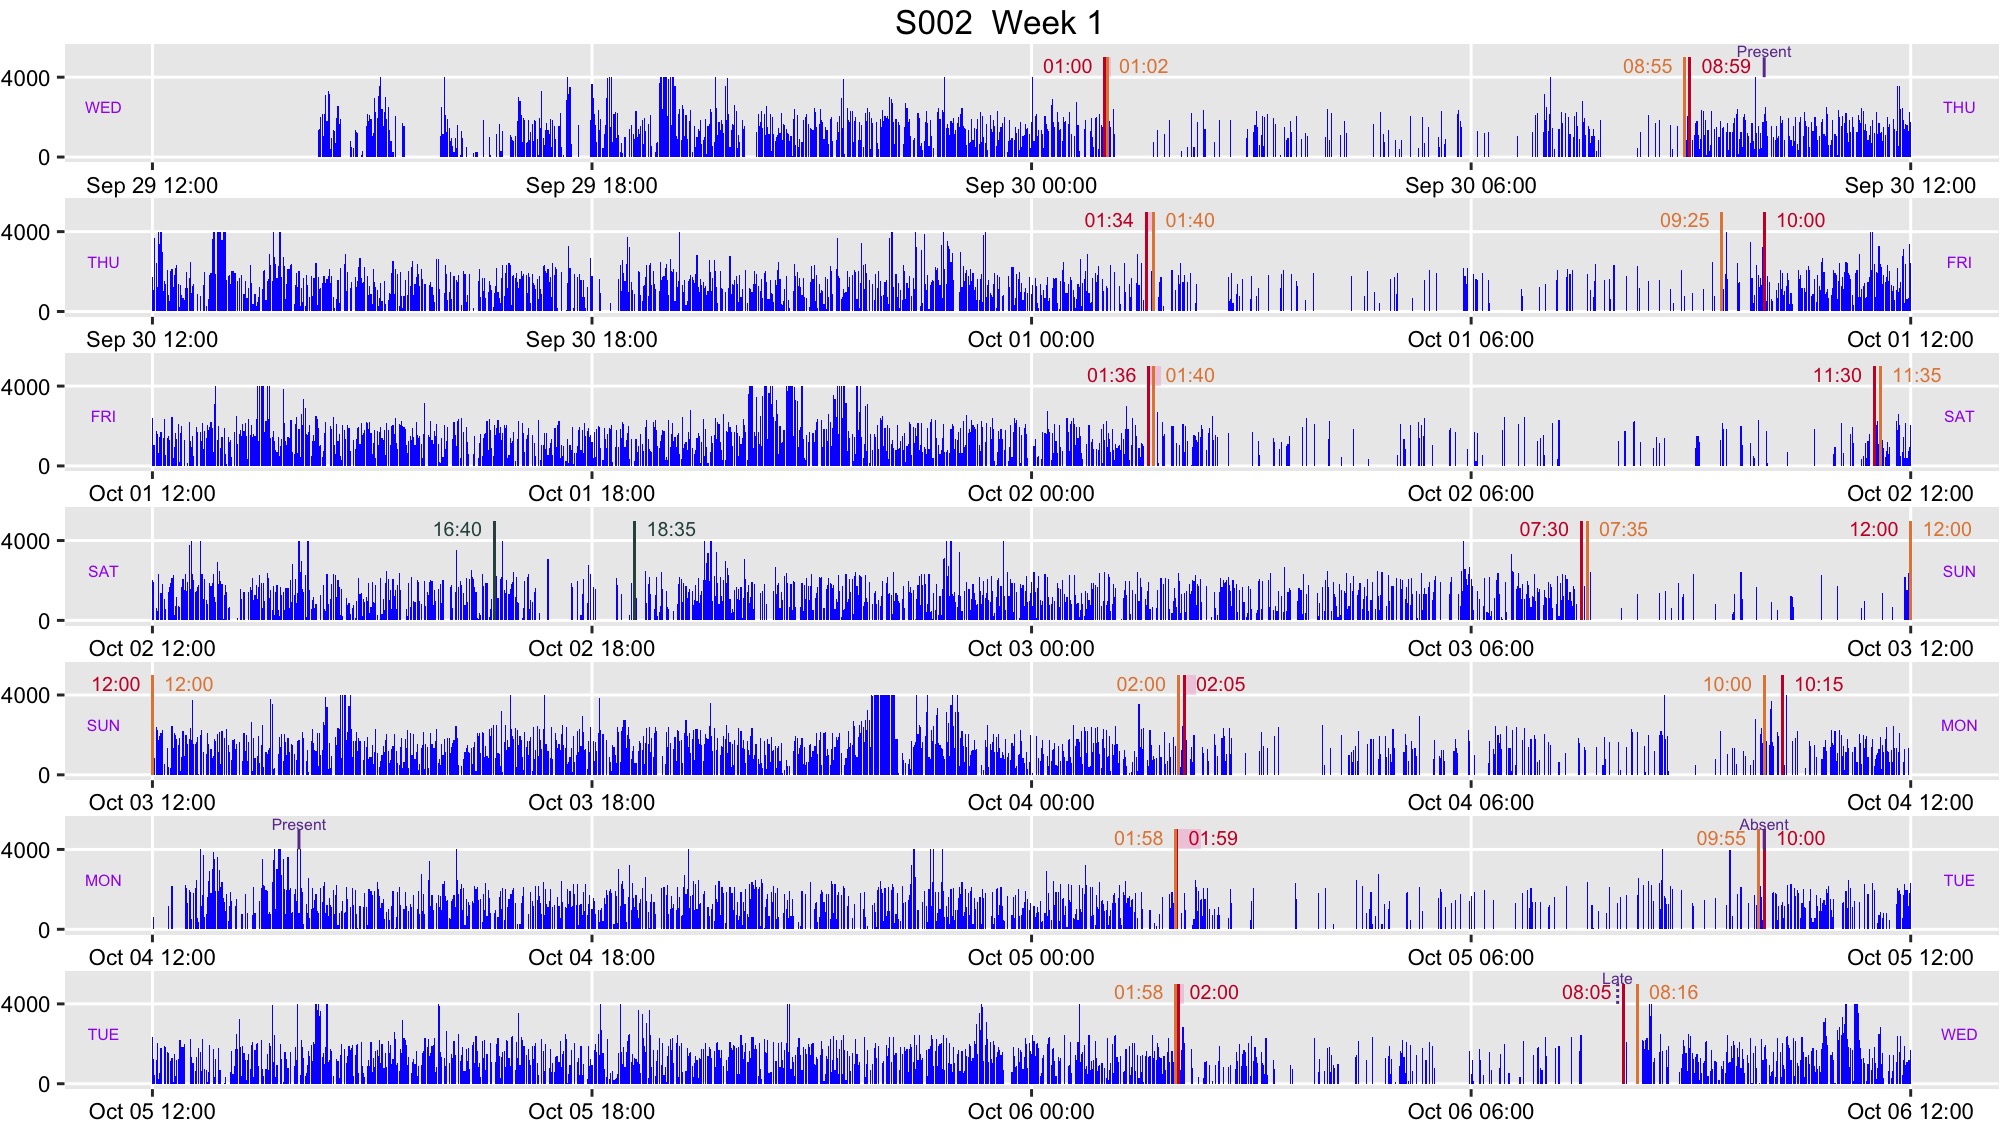 S002  Week 1
Present
01:00 01:02 08:55 08:59
4000
WED THU
0
Sep 29 12:00 Sep 29 18:00 Sep 30 00:00 Sep 30 06:00 Sep 30 12:00
01:34 01:40 09:25 10:00
4000
THU FRI
0
Sep 30 12:00 Sep 30 18:00 Oct 01 00:00 Oct 01 06:00 Oct 01 12:00
01:36 01:40 11:30 11:35
4000
FRI SAT
0
Oct 01 12:00 Oct 01 18:00 Oct 02 00:00 Oct 02 06:00 Oct 02 12:00
16:40 18:35 07:30 07:35 12:00 12:00
4000
SAT SUN
0
Oct 02 12:00 Oct 02 18:00 Oct 03 00:00 Oct 03 06:00 Oct 03 12:00
12:00 12:00 02:00 02:05 10:00 10:15
4000
SUN MON
0
Oct 03 12:00 Oct 03 18:00 Oct 04 00:00 Oct 04 06:00 Oct 04 12:00
Present Absent
01:58 01:59 09:55 10:00
4000
MON TUE
0
Oct 04 12:00 Oct 04 18:00 Oct 05 00:00 Oct 05 06:00 Oct 05 12:00
Late
01:58 02:00 08:05 08:16
4000
TUE WED
0
Oct 05 12:00 Oct 05 18:00 Oct 06 00:00 Oct 06 06:00 Oct 06 12:00